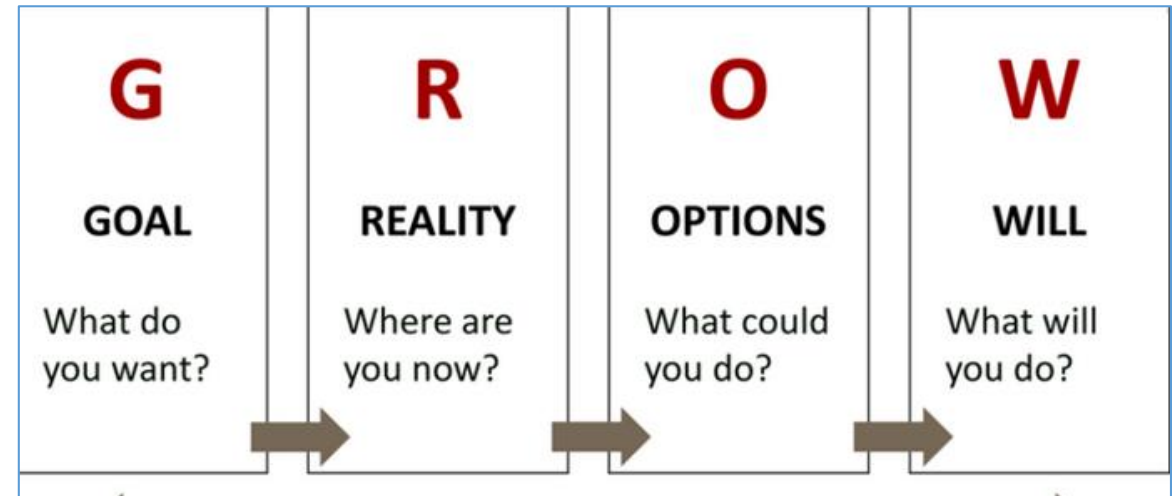 G
GOAL
What do
you want?
R
REALITY
Where are
you now?
O
OPTIONS
What could
you do?
W
WILL
What will
you do?